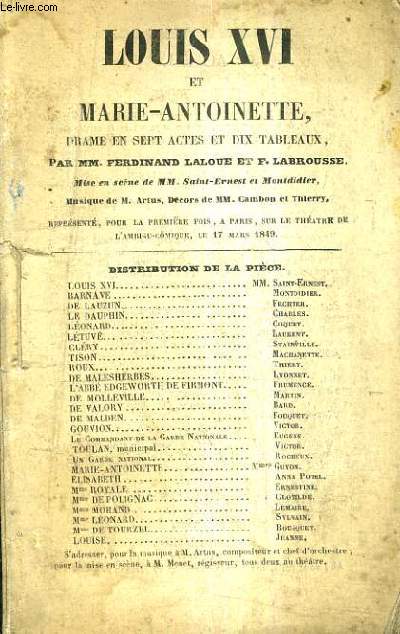 Le-livre.com
LOUIS XVI
ET
MARIE-ANTOINETTE,
DRAME EN SEPT ACTES ET DIX TABLEAUX,
PAR MM. FERDINAND LALOUE ET F. LABROUSSE,
Mise en scène de MM. Saint-Ernest et Montdidier,
Musique de M. Artus, Décors de MM. Cambon et Thierry,
REPRÉSENTÉ, POUR LA PREMIÈRE FOIS, A PARIS, SUR LE THÉATRE DE
L'AMBIGU-COMIQUE, LE 17 MARS 1849.
DISTRIBUTION DE LA PIÈCE.
LOUIS XVI MM. SAINT-ERNEST.
BARNAVE MONTDIDIER.
DE LAUZUN FECHTER.
LE DAUPHIN CHARLES.
LÉONARD COQUET.
LÉTUVÉ LAURENT.
CLÉRY STAINVILLE.
TISON MACHANETTE.
ROUX THIERY.
DE MALESHERBES LYONNET.
L'ABBÉ EDGEWORTE DE FIRMONT FRUMENCE.
DE MOLLEVILLE MARTIN.
DE VALORY BARD.
DE MALDEN FOUQUET.
GOUVION VICTOR.
LE COMMANDANT DE LA GARDE NATIONALE EUGÈNE.
TOULAN, municipal VICTOR.
UN GARDE NATIONAL ROCHEUX.
MARIE-ANTOINETTE Mmes GUYON.
ÉLISABETH ANNA POTEL.
Mme ROYALE ERNESTINE.
Mme DE POLIGNAC CLOTILDE.
Mme MORAND LEMAIRE.
Mme LÉONARD SYLVAIN.
Mme DE TOURZEL BOUSQUET.
LOUISE JEANNE.
S'adresser, pour la musique à M. Artus, compositeur et chef d'orchestre;
pour la mise en scène, à M. Monet, régisseur, tous deux au théâtre.